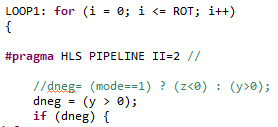 LOOP1: for (i = 0; i <= ROT; i++)
{
#pragma HLS PIPELINE II=2 //
//dneg= (mode==1) ? (z<0) : (y>0);
dneg = (y > 0);
if (dneg) {